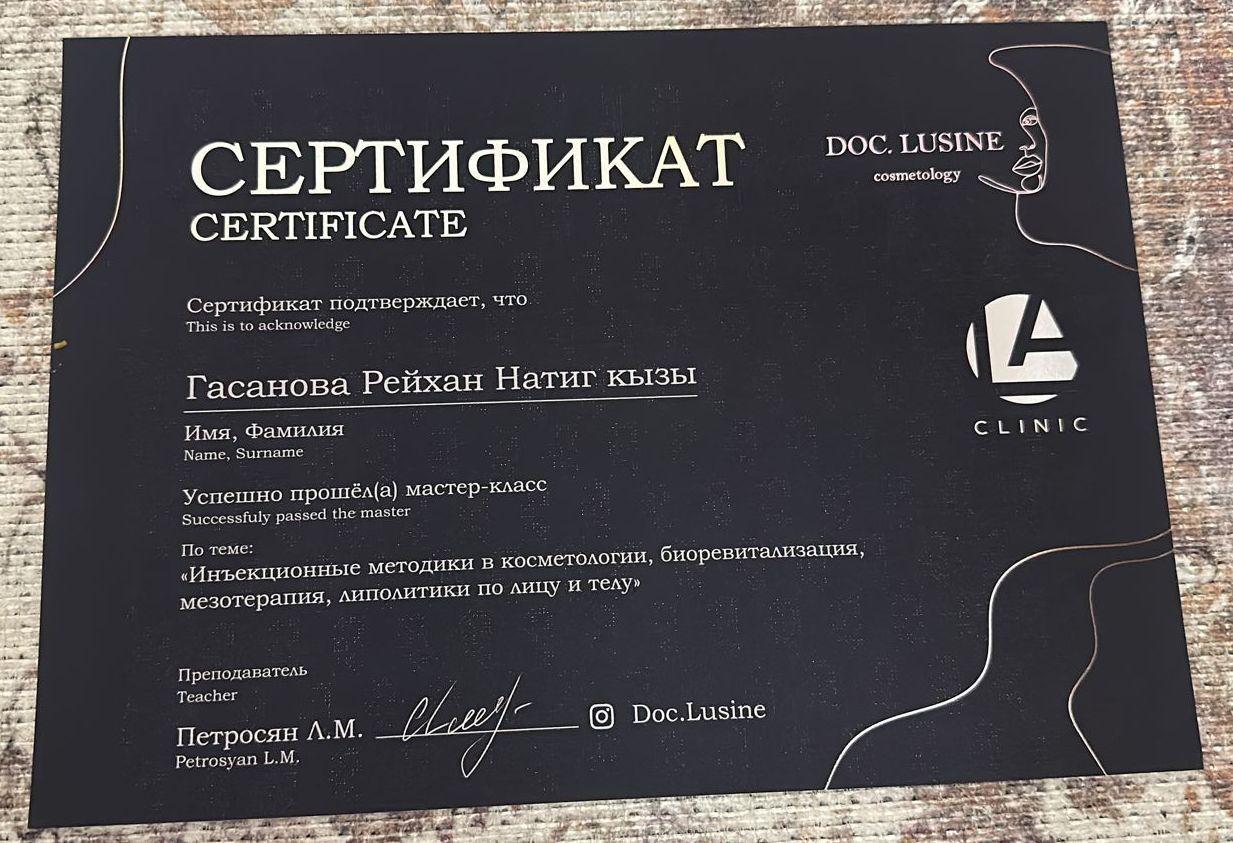 СЕРТИФИКАТ
CERTIFICATE
DOC. LUSINE
cosmetology
LA
CLINIC
Сертификат подтверждает, что
This is to acknowledge
Гасанова Рейхан Натиг кызы
Имя, Фамилия
Name, Surname
Успешно прошёл(а) мастер-класс
Successfuly passed the master
По теме:
«Инъекционные методики в косметологии, биоревитализация,
мезотерапия, липолитики по лицу и телу»
Преподаватель
Teacher
Петросян Л.М.
Doc.Lusine
Petrosyan L.M.